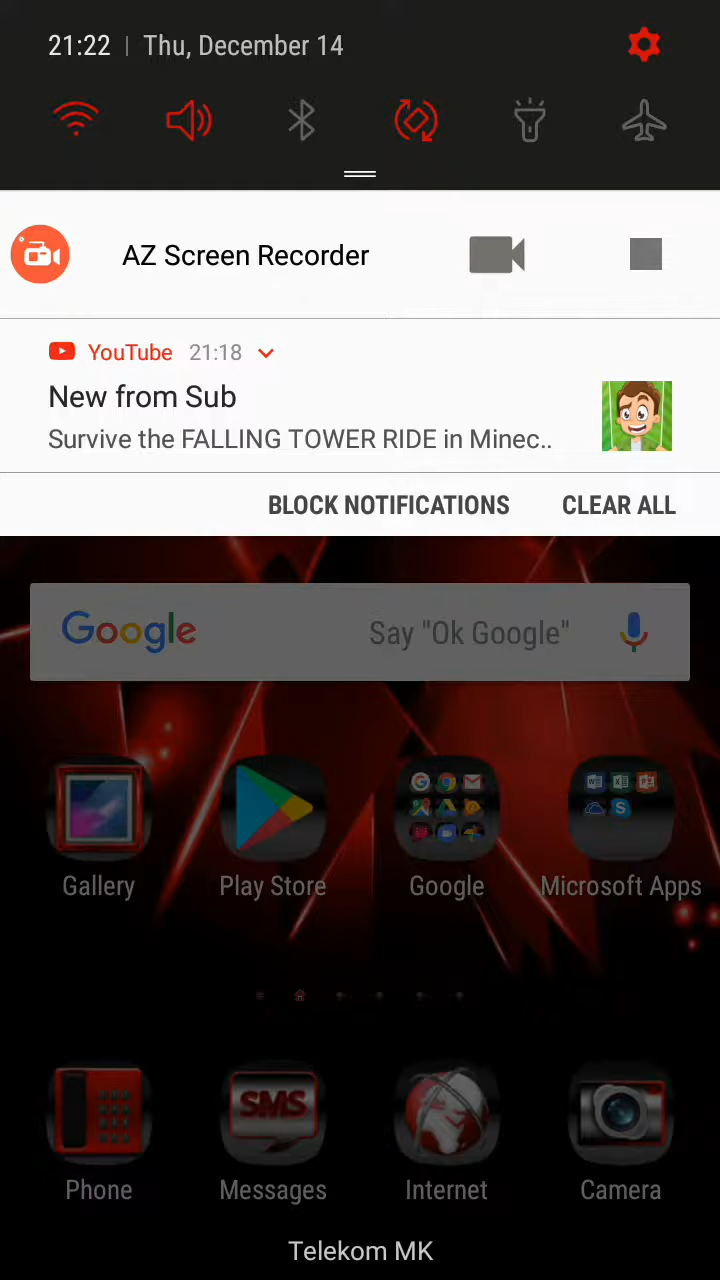 21:22 | Thu, December 14
AZ Screen Recorder
YouTube 21:18
New from Sub
Survive the FALLING TOWER RIDE in Minec..
BLOCK NOTIFICATIONS CLEAR ALL
Google Say "Ok Google"
Gallery Play Store Google Microsoft Apps
SMS
Phone Messages Internet Camera
Telekom MK